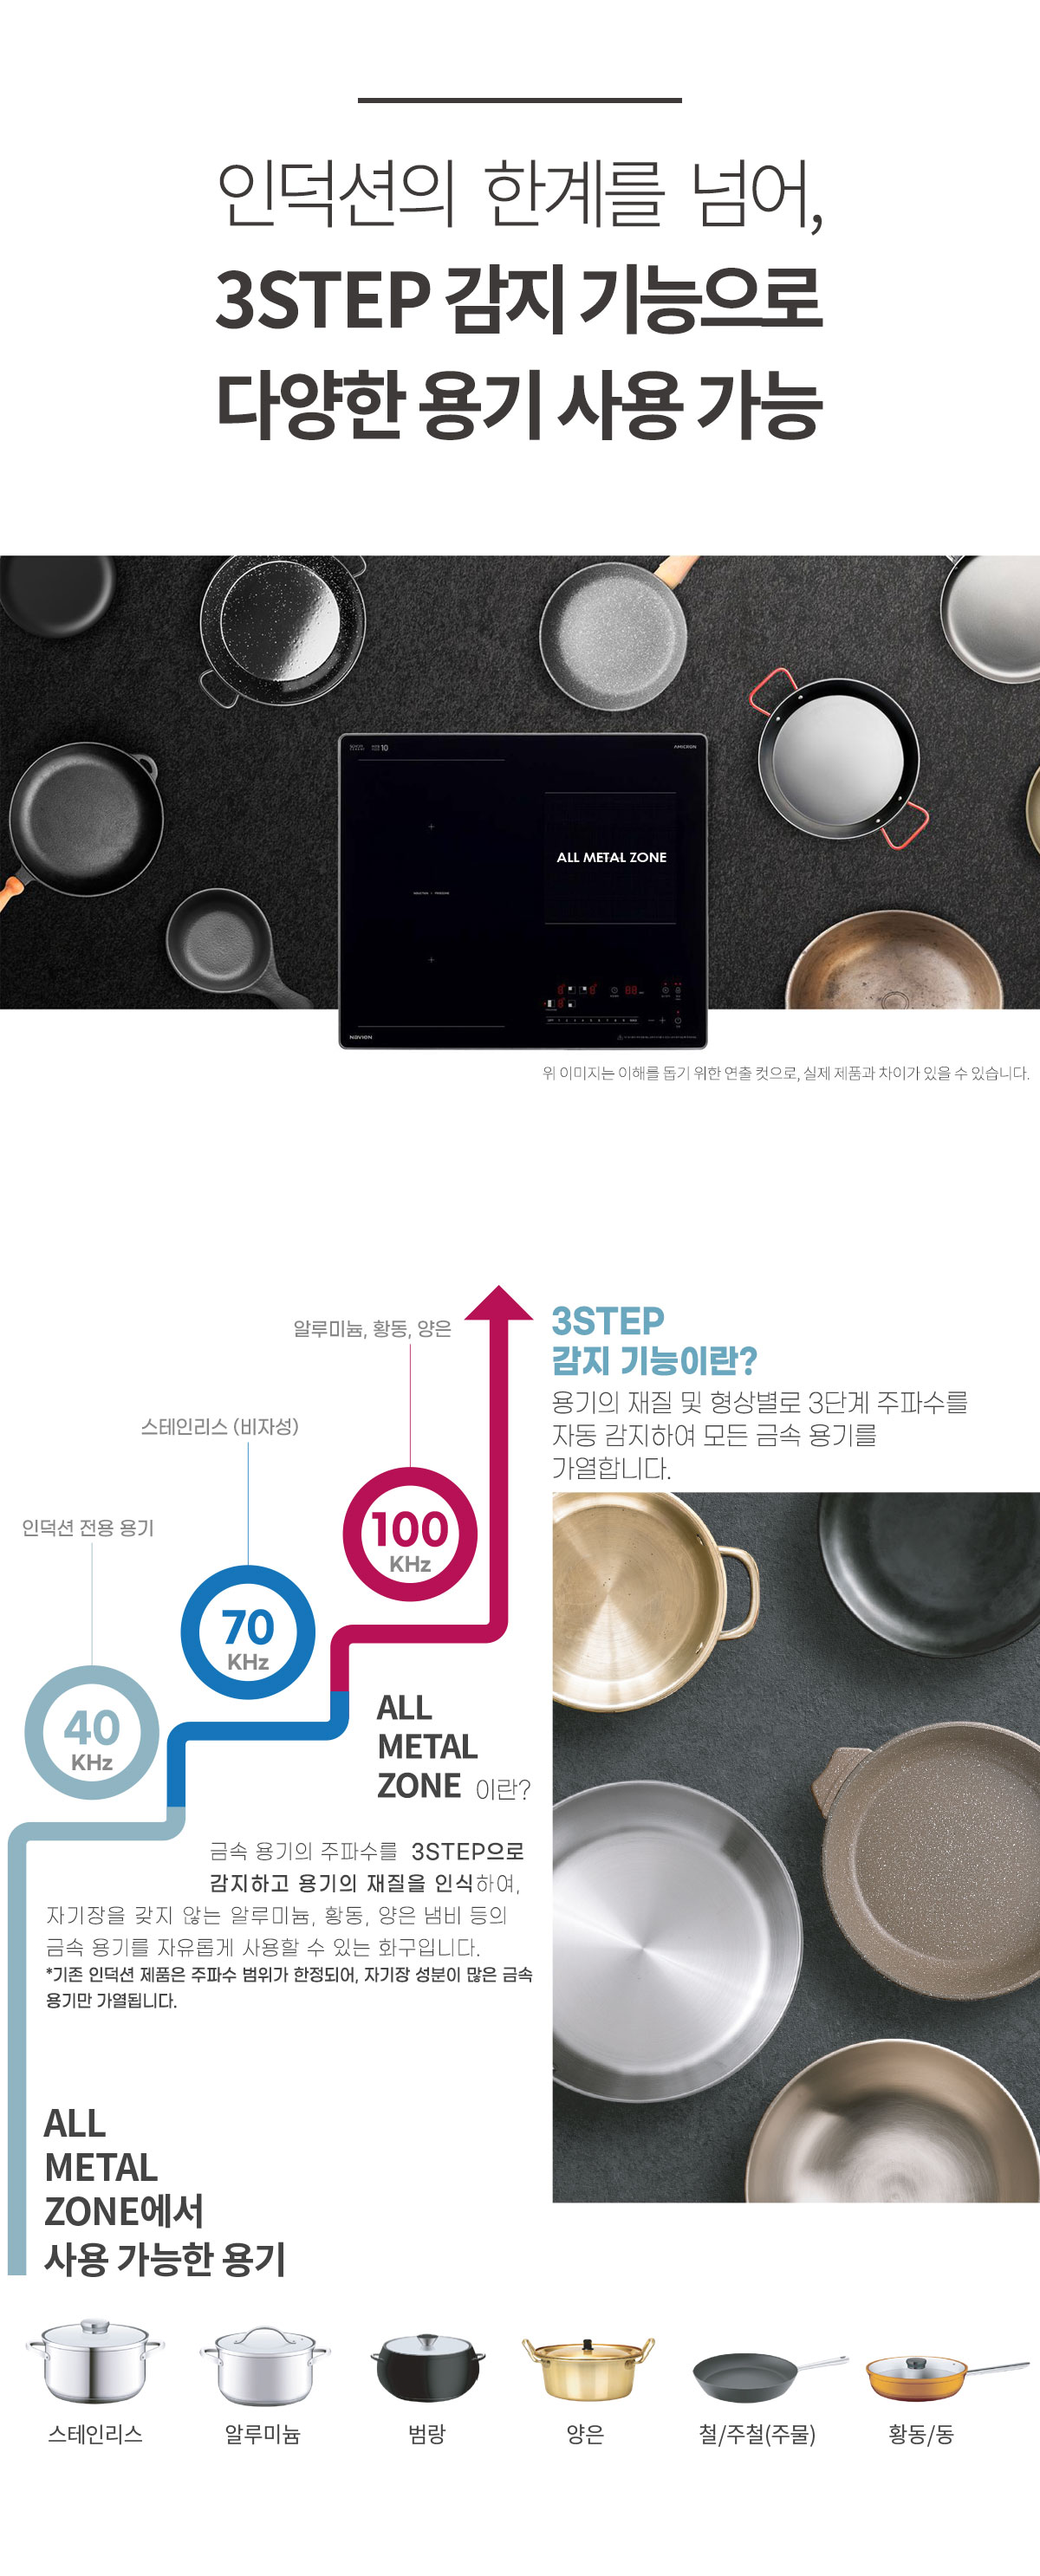 인덕션의 한계를 넘어,
3STEP 감지 기능으로
다양한 용기 사용 가능
10
AMICRON
ALL METAL ZONE
NAVIEN
위 이미지는 이해를 돕기 위한 연출 컷으로, 실제 제품과 차이가 있을 수 있습니다.
알루미늄, 황동, 양은
스테인리스 (비자성)
인덕션 전용 용기
100
KHz
70
KHz
40
KHz
3STEP
감지 기능이란?
용기의 재질 및 형상별로 3단계 주파수를
자동 감지하여 모든 금속 용기를
가열합니다.
ALL
METAL
ZONE 이란?
금속 용기의 주파수를 3STEP으로
감지하고 용기의 재질을 인식하여,
자기장을 갖지 않는 알루미늄, 황동, 양은 냄비 등의
금속 용기를 자유롭게 사용할 수 있는 화구입니다.
*기존 인덕션 제품은 주파수 범위가 한정되어, 자기장 성분이 많은 금속
용기만 가열됩니다.
ALL
METAL
ZONE에서
사용 가능한 용기
스테인리스
알루미늄
범랑
양은
철/주철(주물)
황동/동